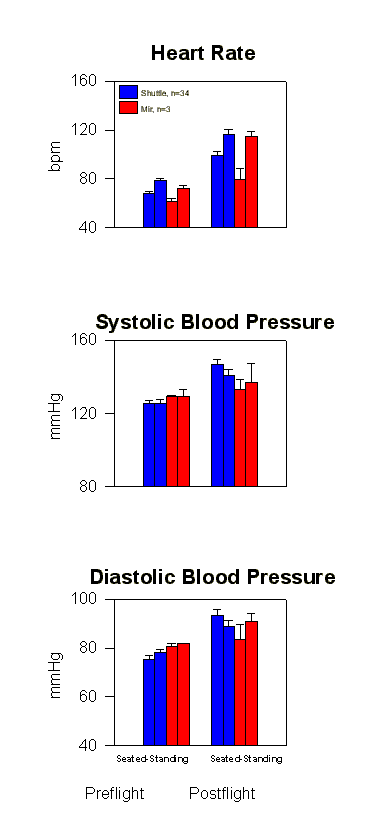 Heart Rate
160
Shuttle, n=34
Mir, n=3
120
bpm
80
40
Systolic Blood Pressure
160
120
mmHg
80
Diastolic Blood Pressure
100
80
mmHg
60
40
Seated-Standing Seated-Standing
Preflight Postflight